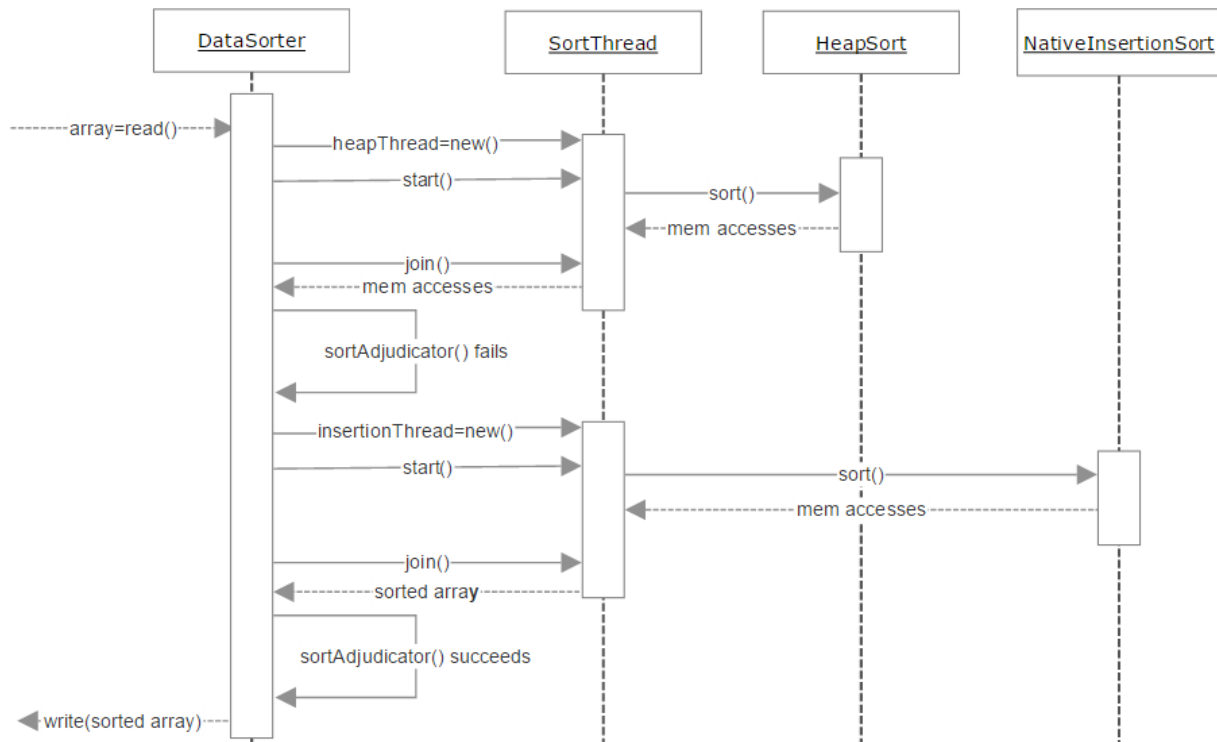 DataSorter
SortThread
HeapSort
NativeInsertionSort
array=read()
heapThread=new()
start()
sort()
mem accesses
join()
mem accesses
sortAdjudicator() fails
insertionThread=new()
start()
sort()
mem accesses
join()
sorted array
sortAdjudicator() succeeds
write(sorted array)